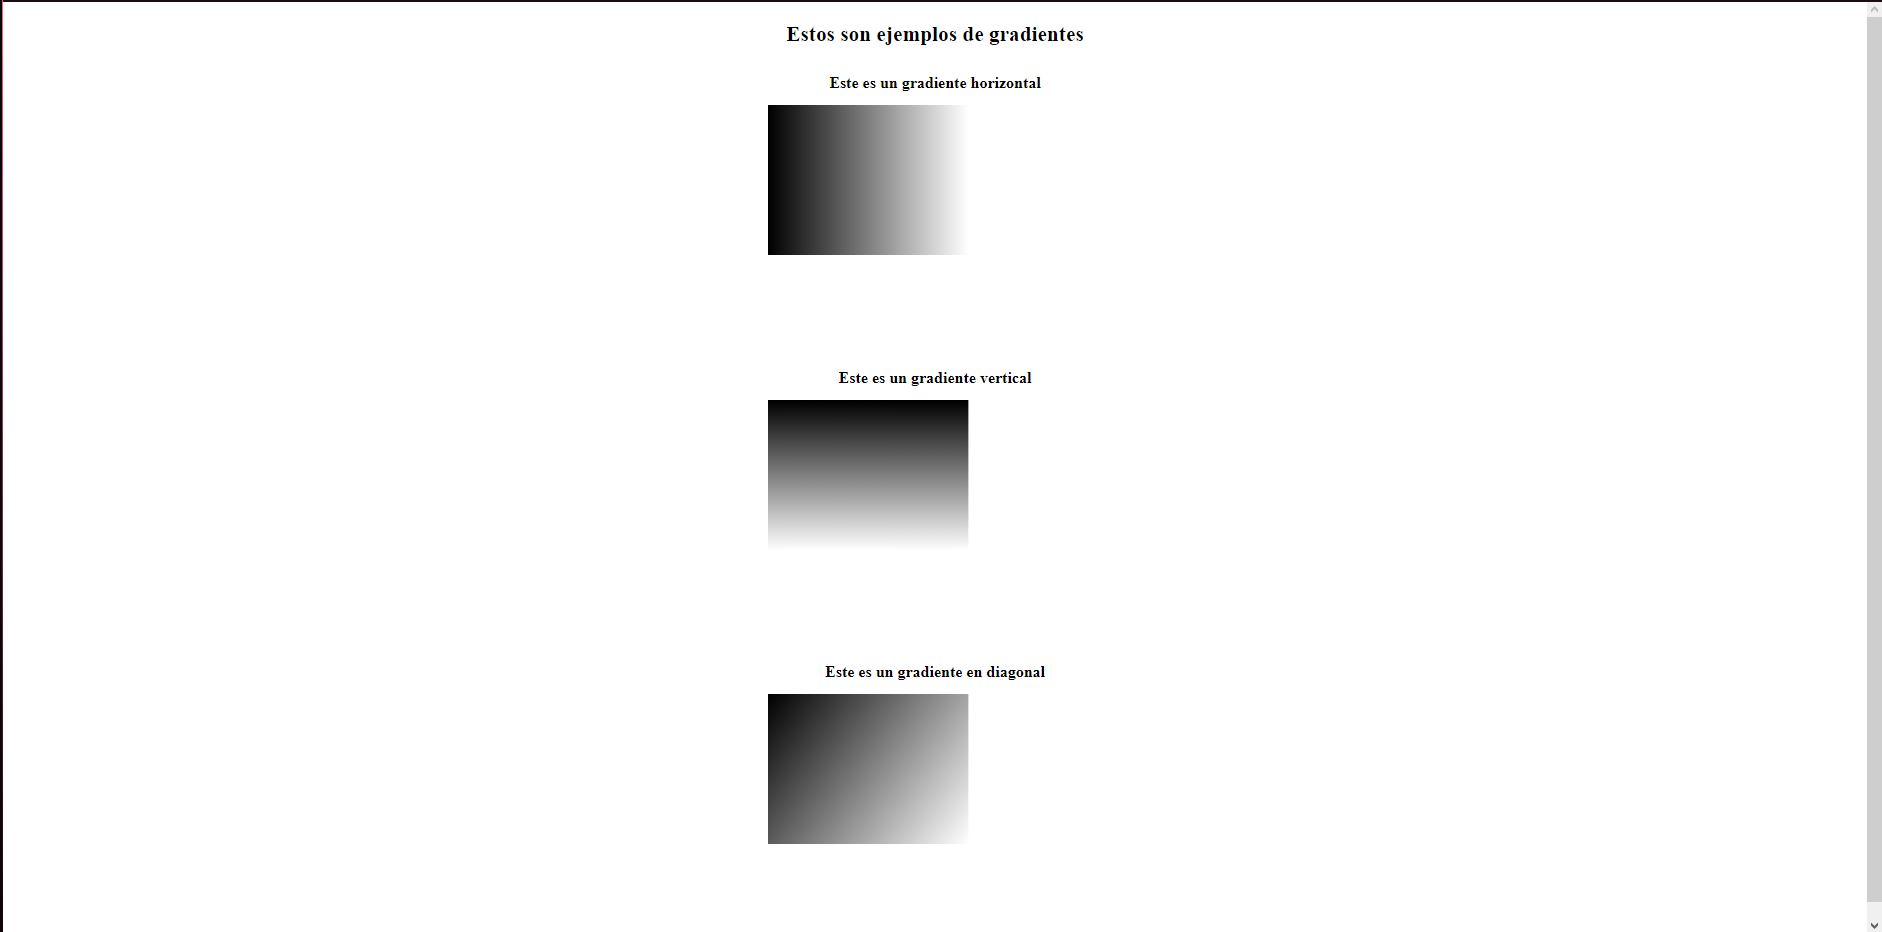 Estos son ejemplos de gradientes
Este es un gradiente horizontal
Este es un gradiente vertical
Este es un gradiente en diagonal